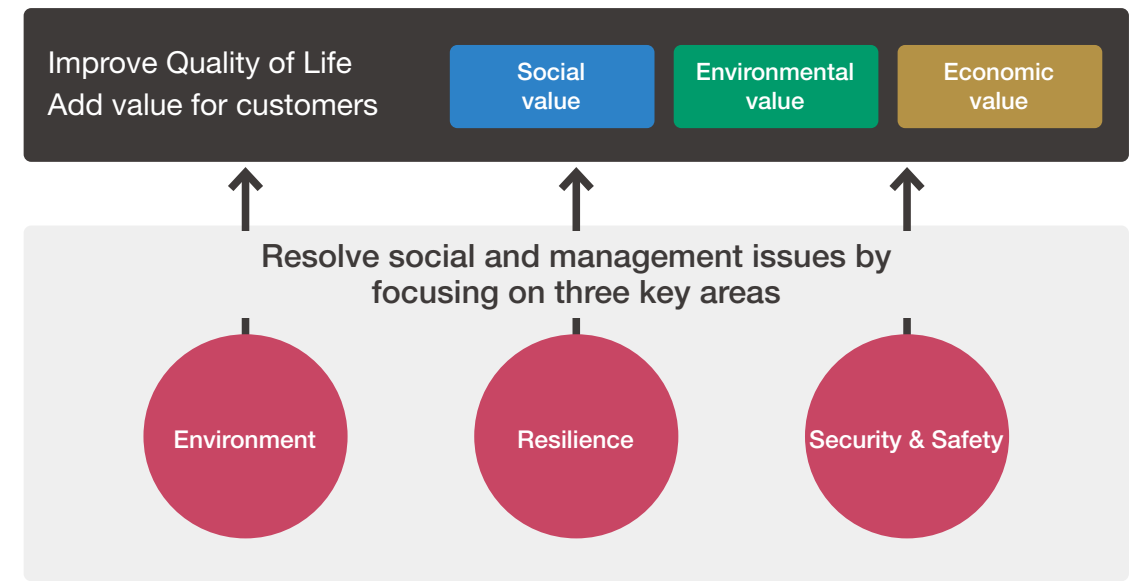 Improve Quality of Life
Add value for customers
Social
value
Environmental
value
Economic
value
Resolve social and management issues by
focusing on three key areas
Environment
Resilience
Security & Safety